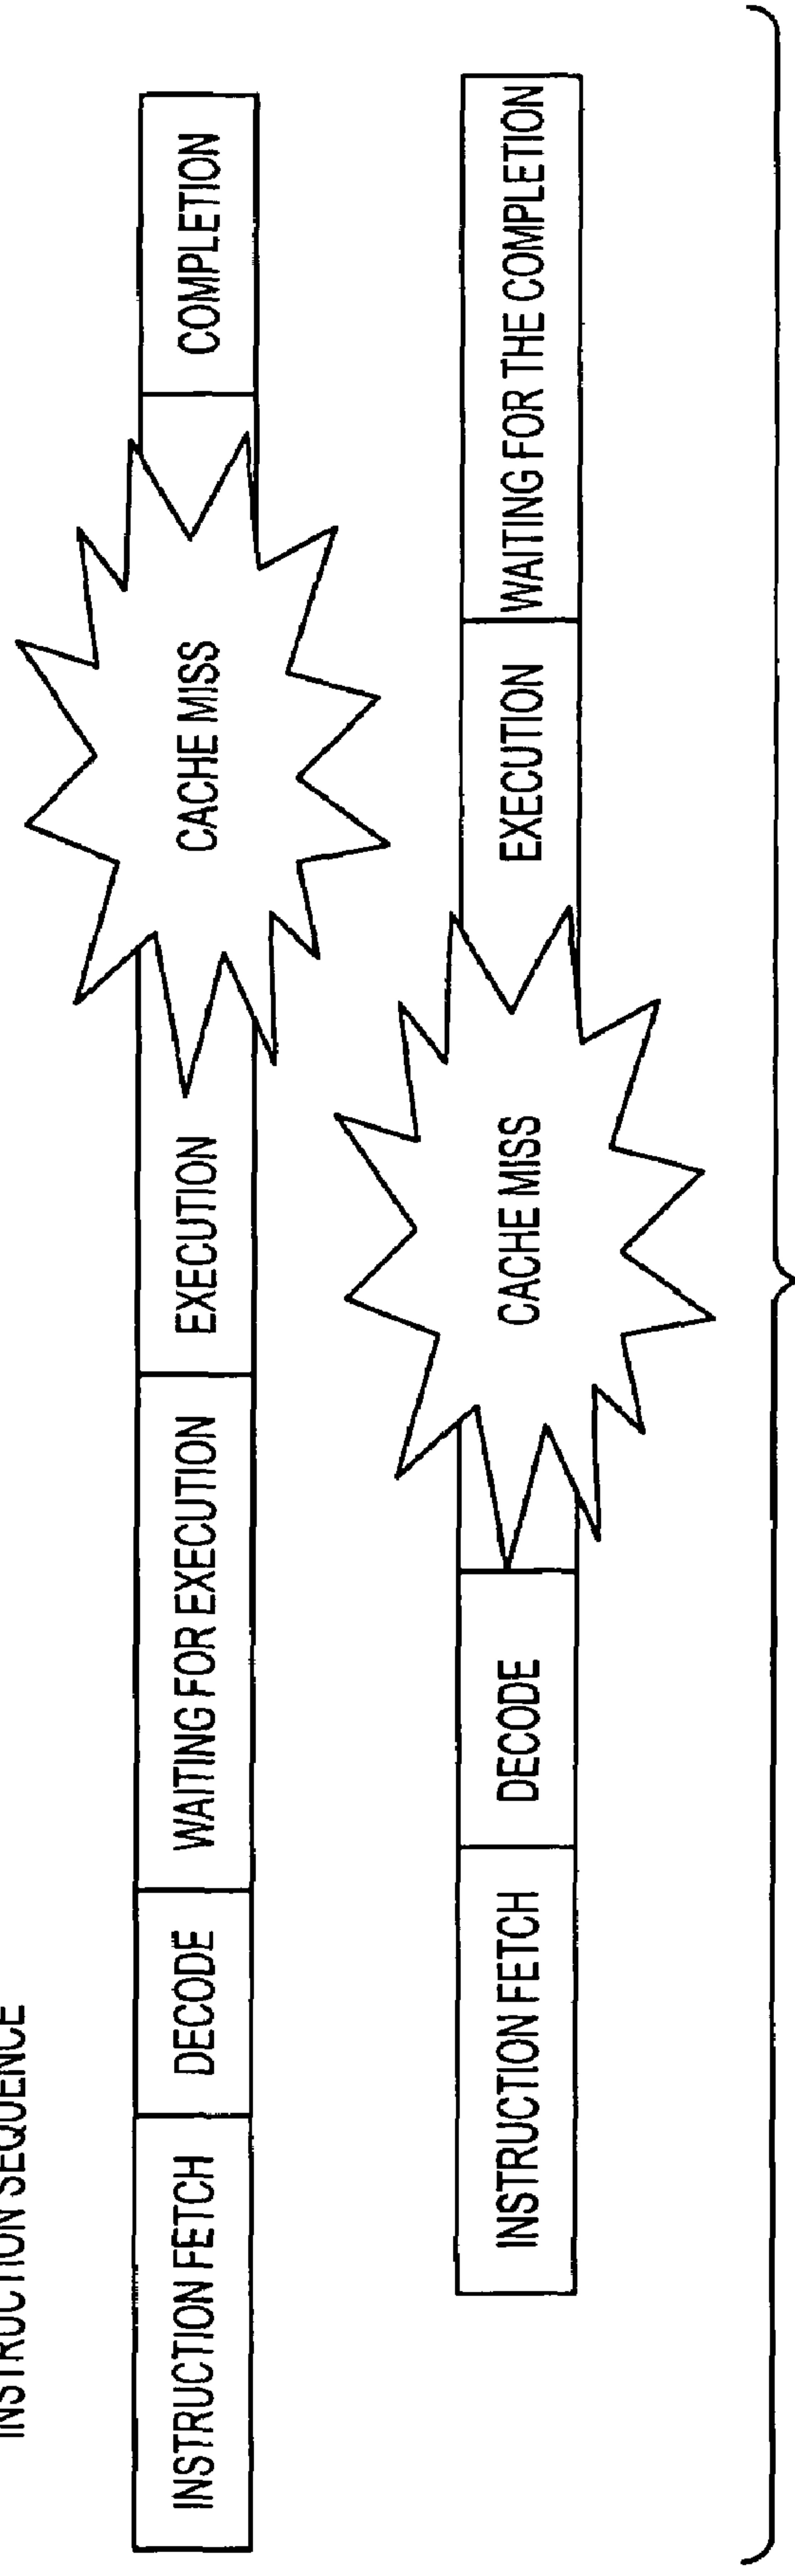 INSTRUCTION SEQUENCE
INSTRUCTION FETCH
DECODE
WAITING FOR EXECUTION
EXECUTION
CACHE MISS
COMPLETION
INSTRUCTION FETCH
DECODE
CACHE MISS
EXECUTION
WAITING FOR THE COMPLETION